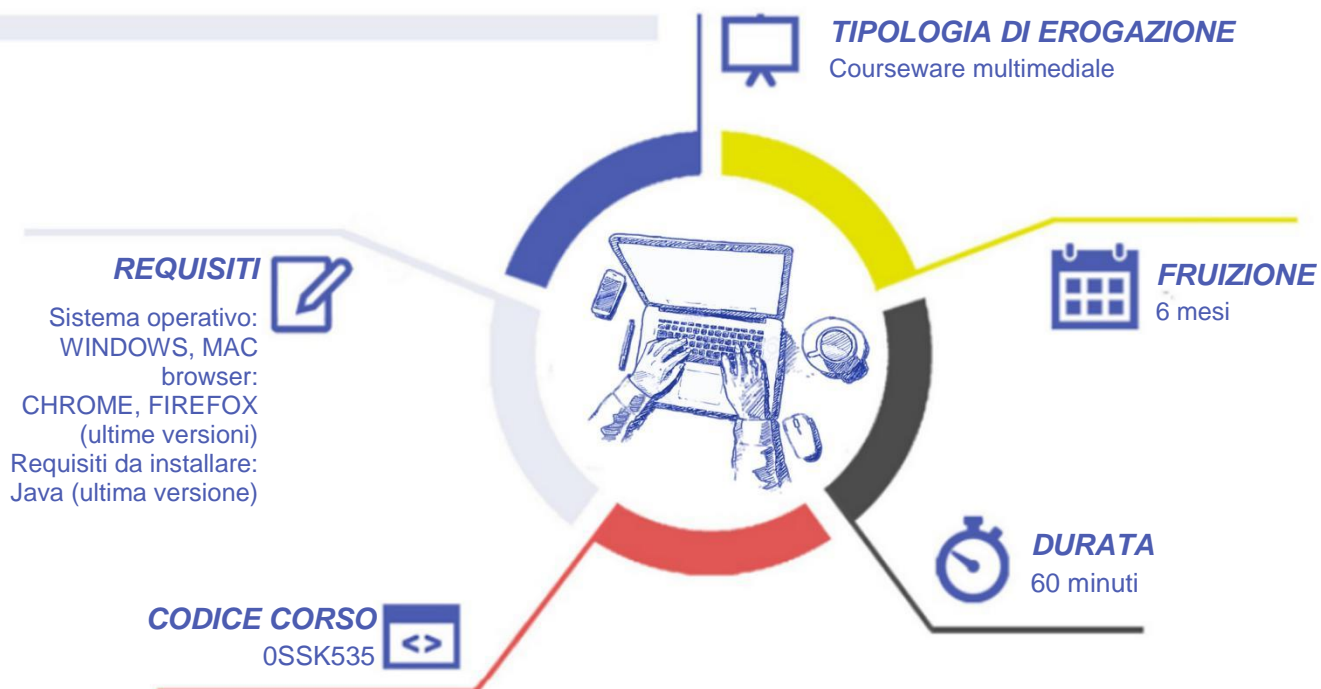 TIPOLOGIA DI EROGAZIONE
Courseware multimediale
REQUISITI
Sistema operativo:
WINDOWS, MAC
browser:
CHROME, FIREFOX
(ultime versioni)
Requisiti da installare:
Java (ultima versione)
FRUIZIONE
6 mesi
DURATA
60 minuti
CODICE CORSO
0SSK535